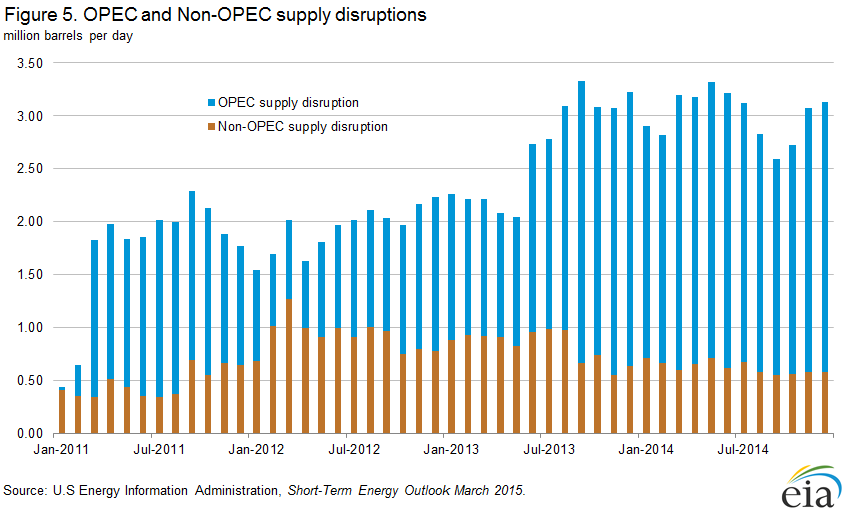 Figure 5. OPEC and Non-OPEC supply disruptions
million barrels per day
3.50
3.00
2.50
2.00
1.50
1.00
0.50
0.00
OPEC supply disruption
Non-OPEC supply disruption
Jan-2011 Jul-2011 Jan-2012 Jul-2012 Jan-2013 Jul-2013 Jan-2014 Jul-2014
Source: U.S Energy Information Administration, Short-Term Energy Outlook March 2015.
eia